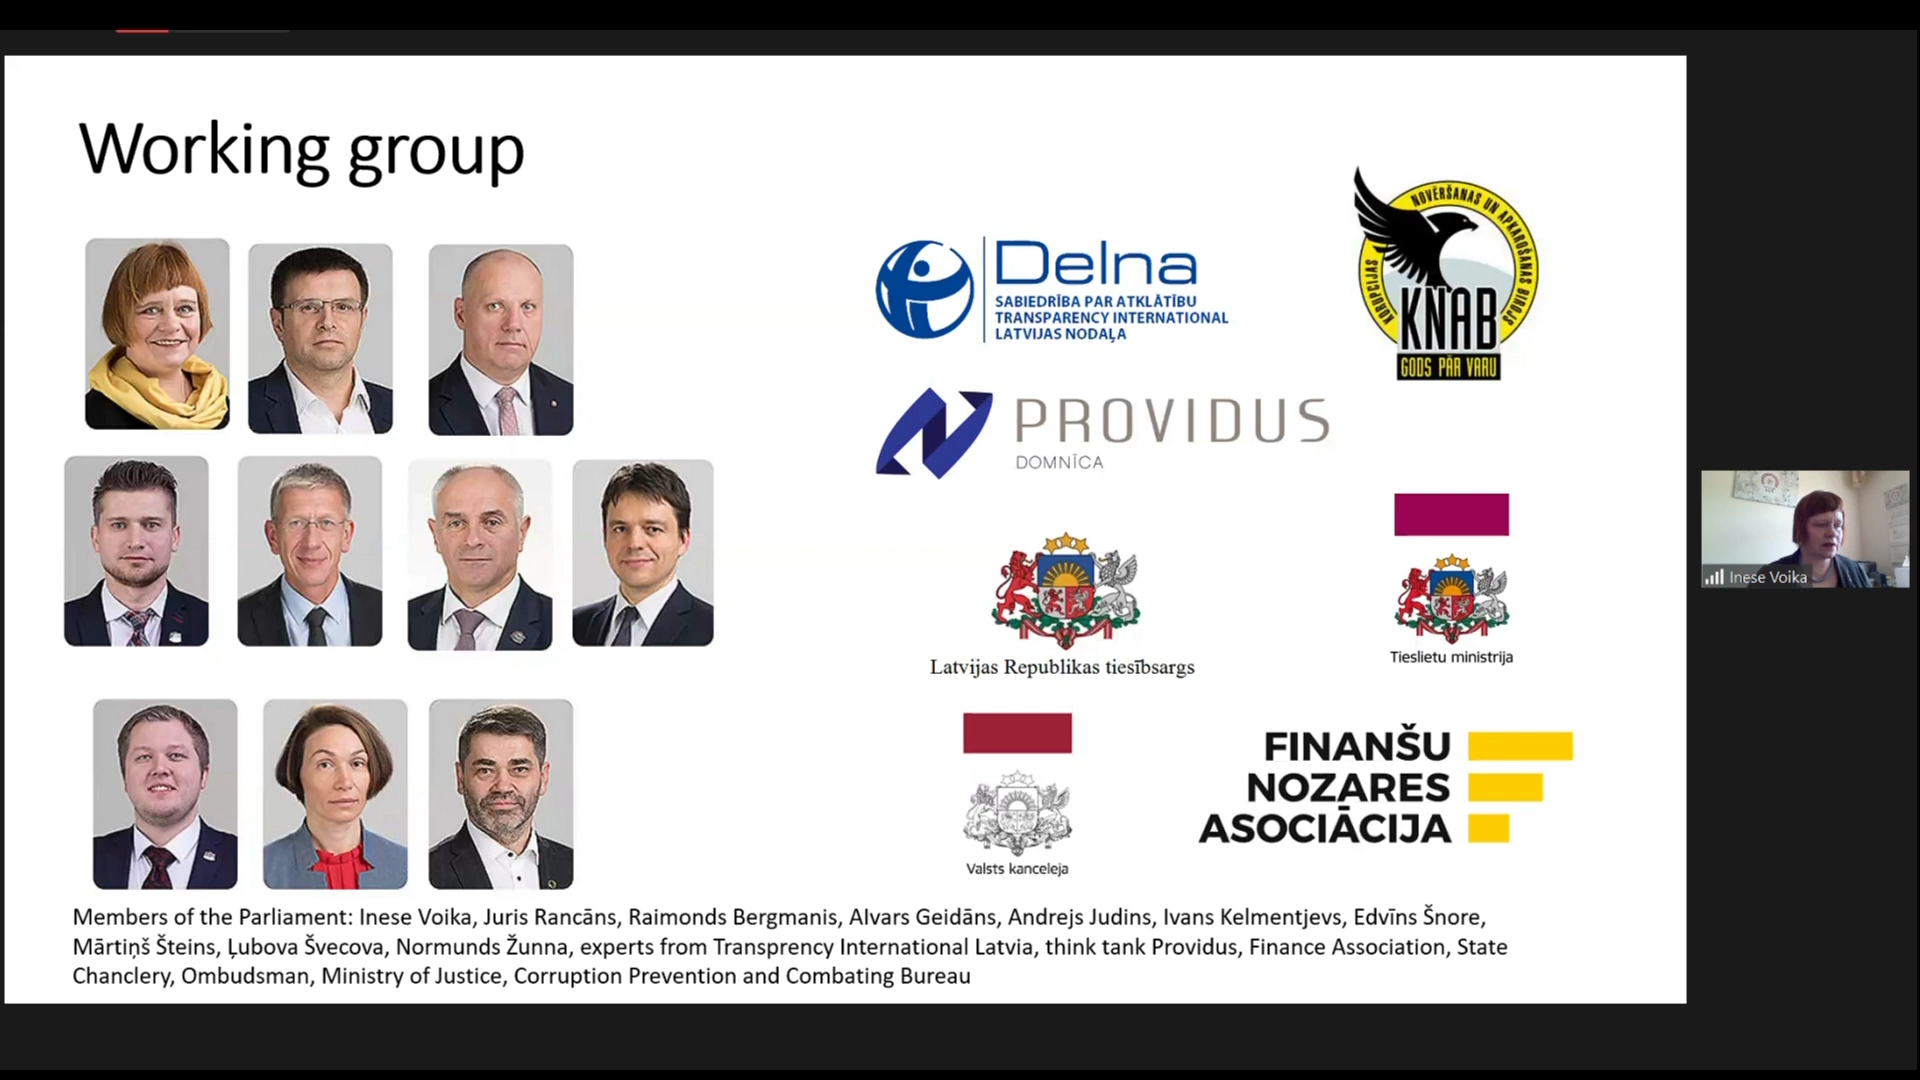 Working group
Delna
SABIEDRĪBA PAR ATKLĀTĪBU
TRANSPARENCY INTERNATIONAL
LATVIJAS NODAĻA
KORUPCIJAS NOVĒRŠANAS UN APKAROŠANAS BIROJS
KNAB
GODS PĀR VARU
PROVIDUS
DOMNĪCA
Latvijas Republikas tiesībsargs
Tieslietu ministrija
Valsts kanceleja
FINANŠU
NOZARES
ASOCIĀCIJA
Members of the Parliament: Inese Voika, Juris Rancāns, Raimonds Bergmanis, Alvars Geidāns, Andrejs Judins, Ivans Kelmentjevs, Edvīns Šnore,
Mārtiņš Šteins, Ļubova Švecova, Normunds Žunna, experts from Transprency International Latvia, think tank Providus, Finance Association, State
Chanclery, Ombudsman, Ministry of Justice, Corruption Prevention and Combating Bureau
Inese Voika